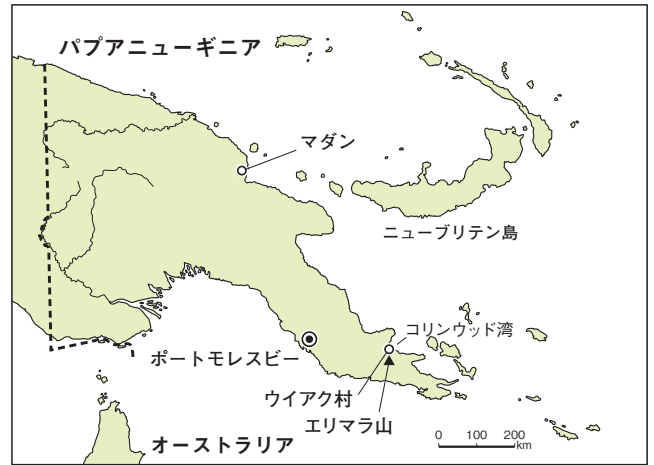 パプアニューギニア
マダン
ニューブリテン島
コリンウッド湾
ポートモレスビー
ウイアク村
エリマラ山
オーストラリア
0 100 200
km